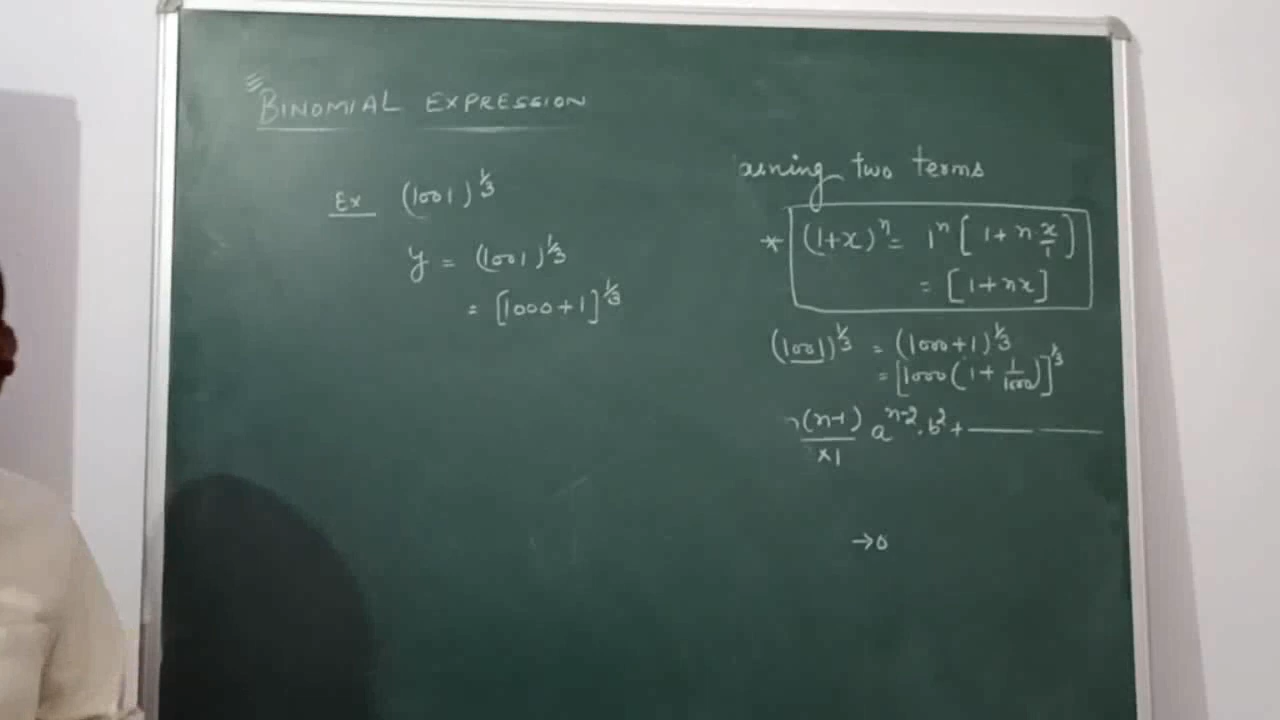 BINOMIAL EXPRESSION
Ex (1001)^1/3
y = (1001)^1/3
= [1000+1]^1/3
two terms
* (1+x)^n = 1^n [1+n x/1]
= [1+nx]
(1001)^1/3 = (1000+1)^1/3
= [1000(1+1/1000)]^1/3
(n-1) a^n-2 . b^2 + ——— ———
×1
→0